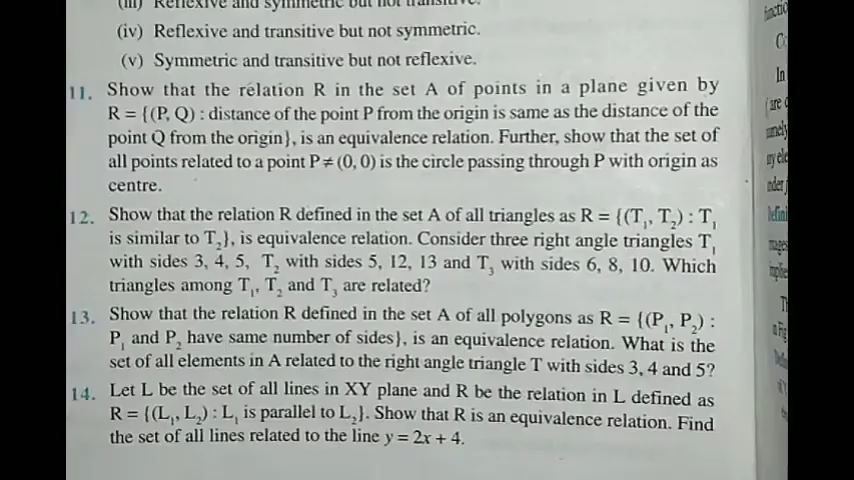 (iii) Reflexive and symmetric but not transitive.
(iv) Reflexive and transitive but not symmetric.
(v) Symmetric and transitive but not reflexive.
11. Show that the relation R in the set A of points in a plane given by
R = {(P, Q) : distance of the point P from the origin is same as the distance of the
point Q from the origin}, is an equivalence relation. Further, show that the set of
all points related to a point P ≠ (0, 0) is the circle passing through P with origin as
centre.
12. Show that the relation R defined in the set A of all triangles as R = {(T₁, T₂) : T₁
is similar to T₂}, is equivalence relation. Consider three right angle triangles T₁
with sides 3, 4, 5, T₂ with sides 5, 12, 13 and T₃ with sides 6, 8, 10. Which
triangles among T₁, T₂ and T₃ are related?
13. Show that the relation R defined in the set A of all polygons as R = {(P₁, P₂) :
P₁ and P₂ have same number of sides}, is an equivalence relation. What is the
set of all elements in A related to the right angle triangle T with sides 3, 4 and 5?
14. Let L be the set of all lines in XY plane and R be the relation in L defined as
R = {(L₁, L₂) : L₁ is parallel to L₂}. Show that R is an equivalence relation. Find
the set of all lines related to the line y = 2x + 4.
In